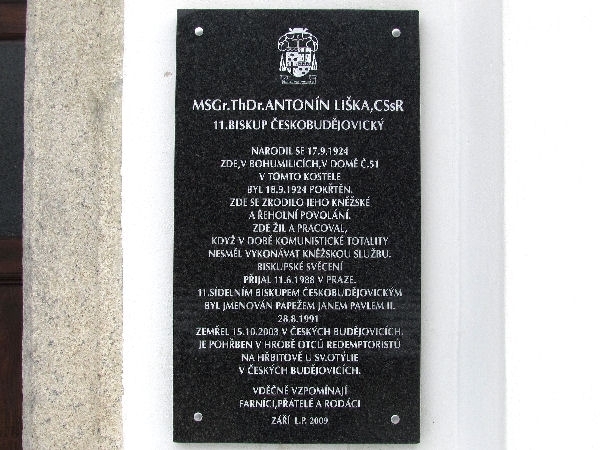 MSGr.ThDr.ANTONÍN LIŠKA,CSsR
11.BISKUP ČESKOBUDĚJOVICKÝ
NARODIL SE 17.9.1924
ZDE,V BOHUMILICÍCH,V DOMĚ Č.51
V TOMTO KOSTELE
BYL 18.9.1924 POKŘTĚN.
ZDE SE ZRODILO JEHO KNĚŽSKÉ
A ŘEHOLNÍ POVOLÁNÍ.
ZDE ŽIL A PRACOVAL,
KDYŽ V DOBĚ KOMUNISTICKÉ TOTALITY
NESMĚL VYKONÁVAT KNĚŽSKOU SLUŽBU.
BISKUPSKÉ SVĚCENÍ
PŘIJAL 11.6.1988 V PRAZE.
11.SÍDELNÍM BISKUPEM ČESKOBUDĚJOVICKÝM
BYL JMENOVÁN PAPEŽEM JANEM PAVLEM II.
28.8.1991
ZEMŘEL 15.10.2003 V ČESKÝCH BUDĚJOVICÍCH.
JE POHŘBEN V HROBĚ OTCŮ REDEMPTORISTŮ
NA HŘBITOVĚ U SV.OTÝLIE
V ČESKÝCH BUDĚJOVICÍCH.
VDĚČNĚ VZPOMÍNAJÍ
FARNÍCI,PŘÁTELÉ A RODÁCI
ZÁŘÍ L.P. 2009